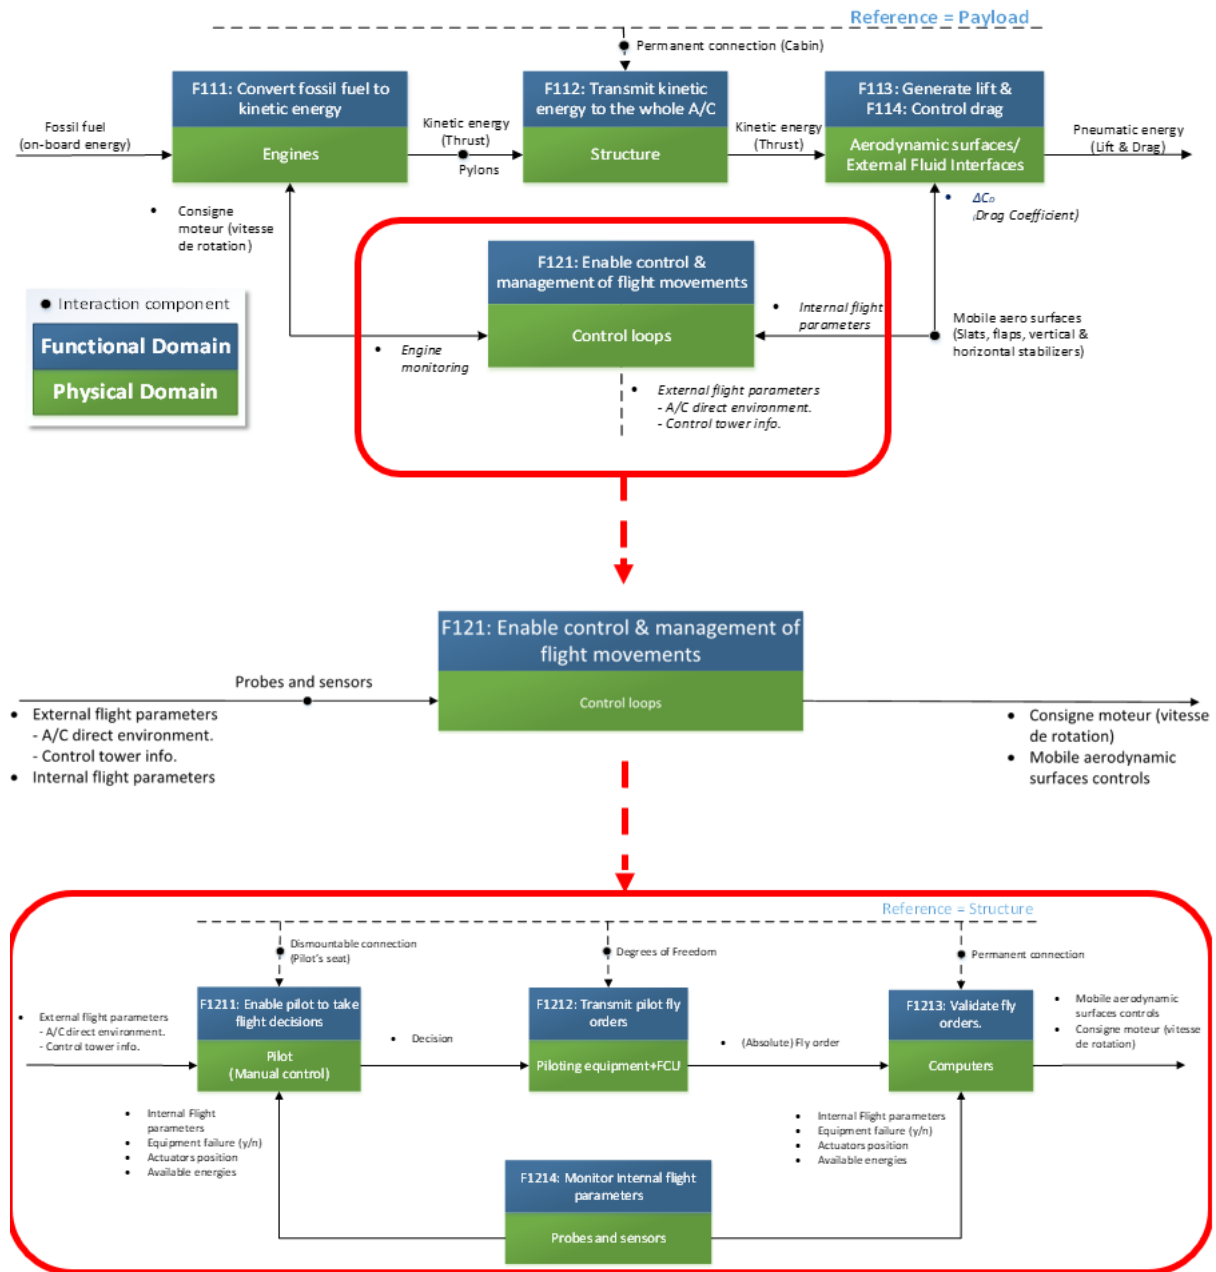 Reference = Payload
Permanent connection (Cabin)
F111: Convert fossil fuel to
kinetic energy
Engines
F112: Transmit kinetic
energy to the whole A/C
Structure
F113: Generate lift &
F114: Control drag
Aerodynamic surfaces/
External Fluid Interfaces
Fossil fuel
(on-board energy)
Kinetic energy
(Thrust)
Pylons
Kinetic energy
(Thrust)
Pneumatic energy
(Lift & Drag)
• Consigne
moteur (vitesse
de rotation)
• ΔCD
(Drag Coefficient)
F121: Enable control &
management of flight movements
Control loops
• Internal flight
parameters
• Engine
monitoring
Mobile aero surfaces
(Slats, flaps, vertical &
horizontal stabilizers)
• External flight parameters
- A/C direct environment.
- Control tower info.
Interaction component
Functional Domain
Physical Domain
F121: Enable control & management of
flight movements
Control loops
Probes and sensors
• External flight parameters
- A/C direct environment.
- Control tower info.
• Internal flight parameters
• Consigne moteur (vitesse
de rotation)
• Mobile aerodynamic
surfaces controls
Reference = Structure
Dismountable connection
(Pilot's seat)
Degrees of Freedom
Permanent connection
F1211: Enable pilot to take
flight decisions
Pilot
(Manual control)
F1212: Transmit pilot fly
orders
Piloting equipment+FCU
F1213: Validate fly
orders.
Computers
• External flight parameters
- A/C direct environment.
- Control tower info.
• Decision
• (Absolute) Fly order
• Mobile aerodynamic
surfaces controls
• Consigne moteur (vitesse
de rotation)
• Internal Flight
parameters
• Equipment failure (y/n)
• Actuators position
• Available energies
• Internal Flight parameters
• Equipment failure (y/n)
• Actuators position
• Available energies
F1214: Monitor Internal flight
parameters
Probes and sensors